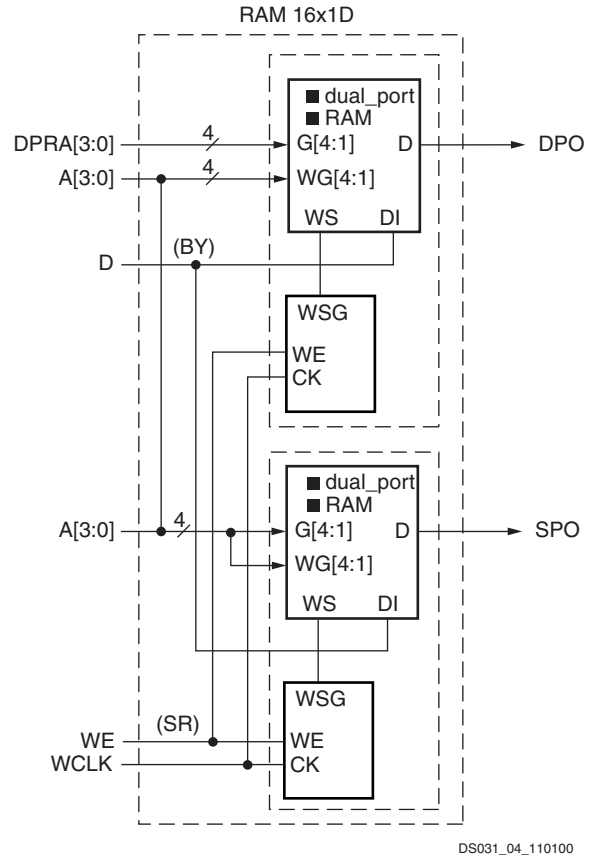 RAM 16x1D
dual_port
RAM
DPRA[3:0] 4 G[4:1] D DPO
A[3:0] 4 WG[4:1]
WS DI
D (BY)
WSG
WE
CK
dual_port
RAM
A[3:0] 4 G[4:1] D SPO
WG[4:1]
WS DI
WSG
WE (SR) WE
WCLK CK
DS031_04_110100